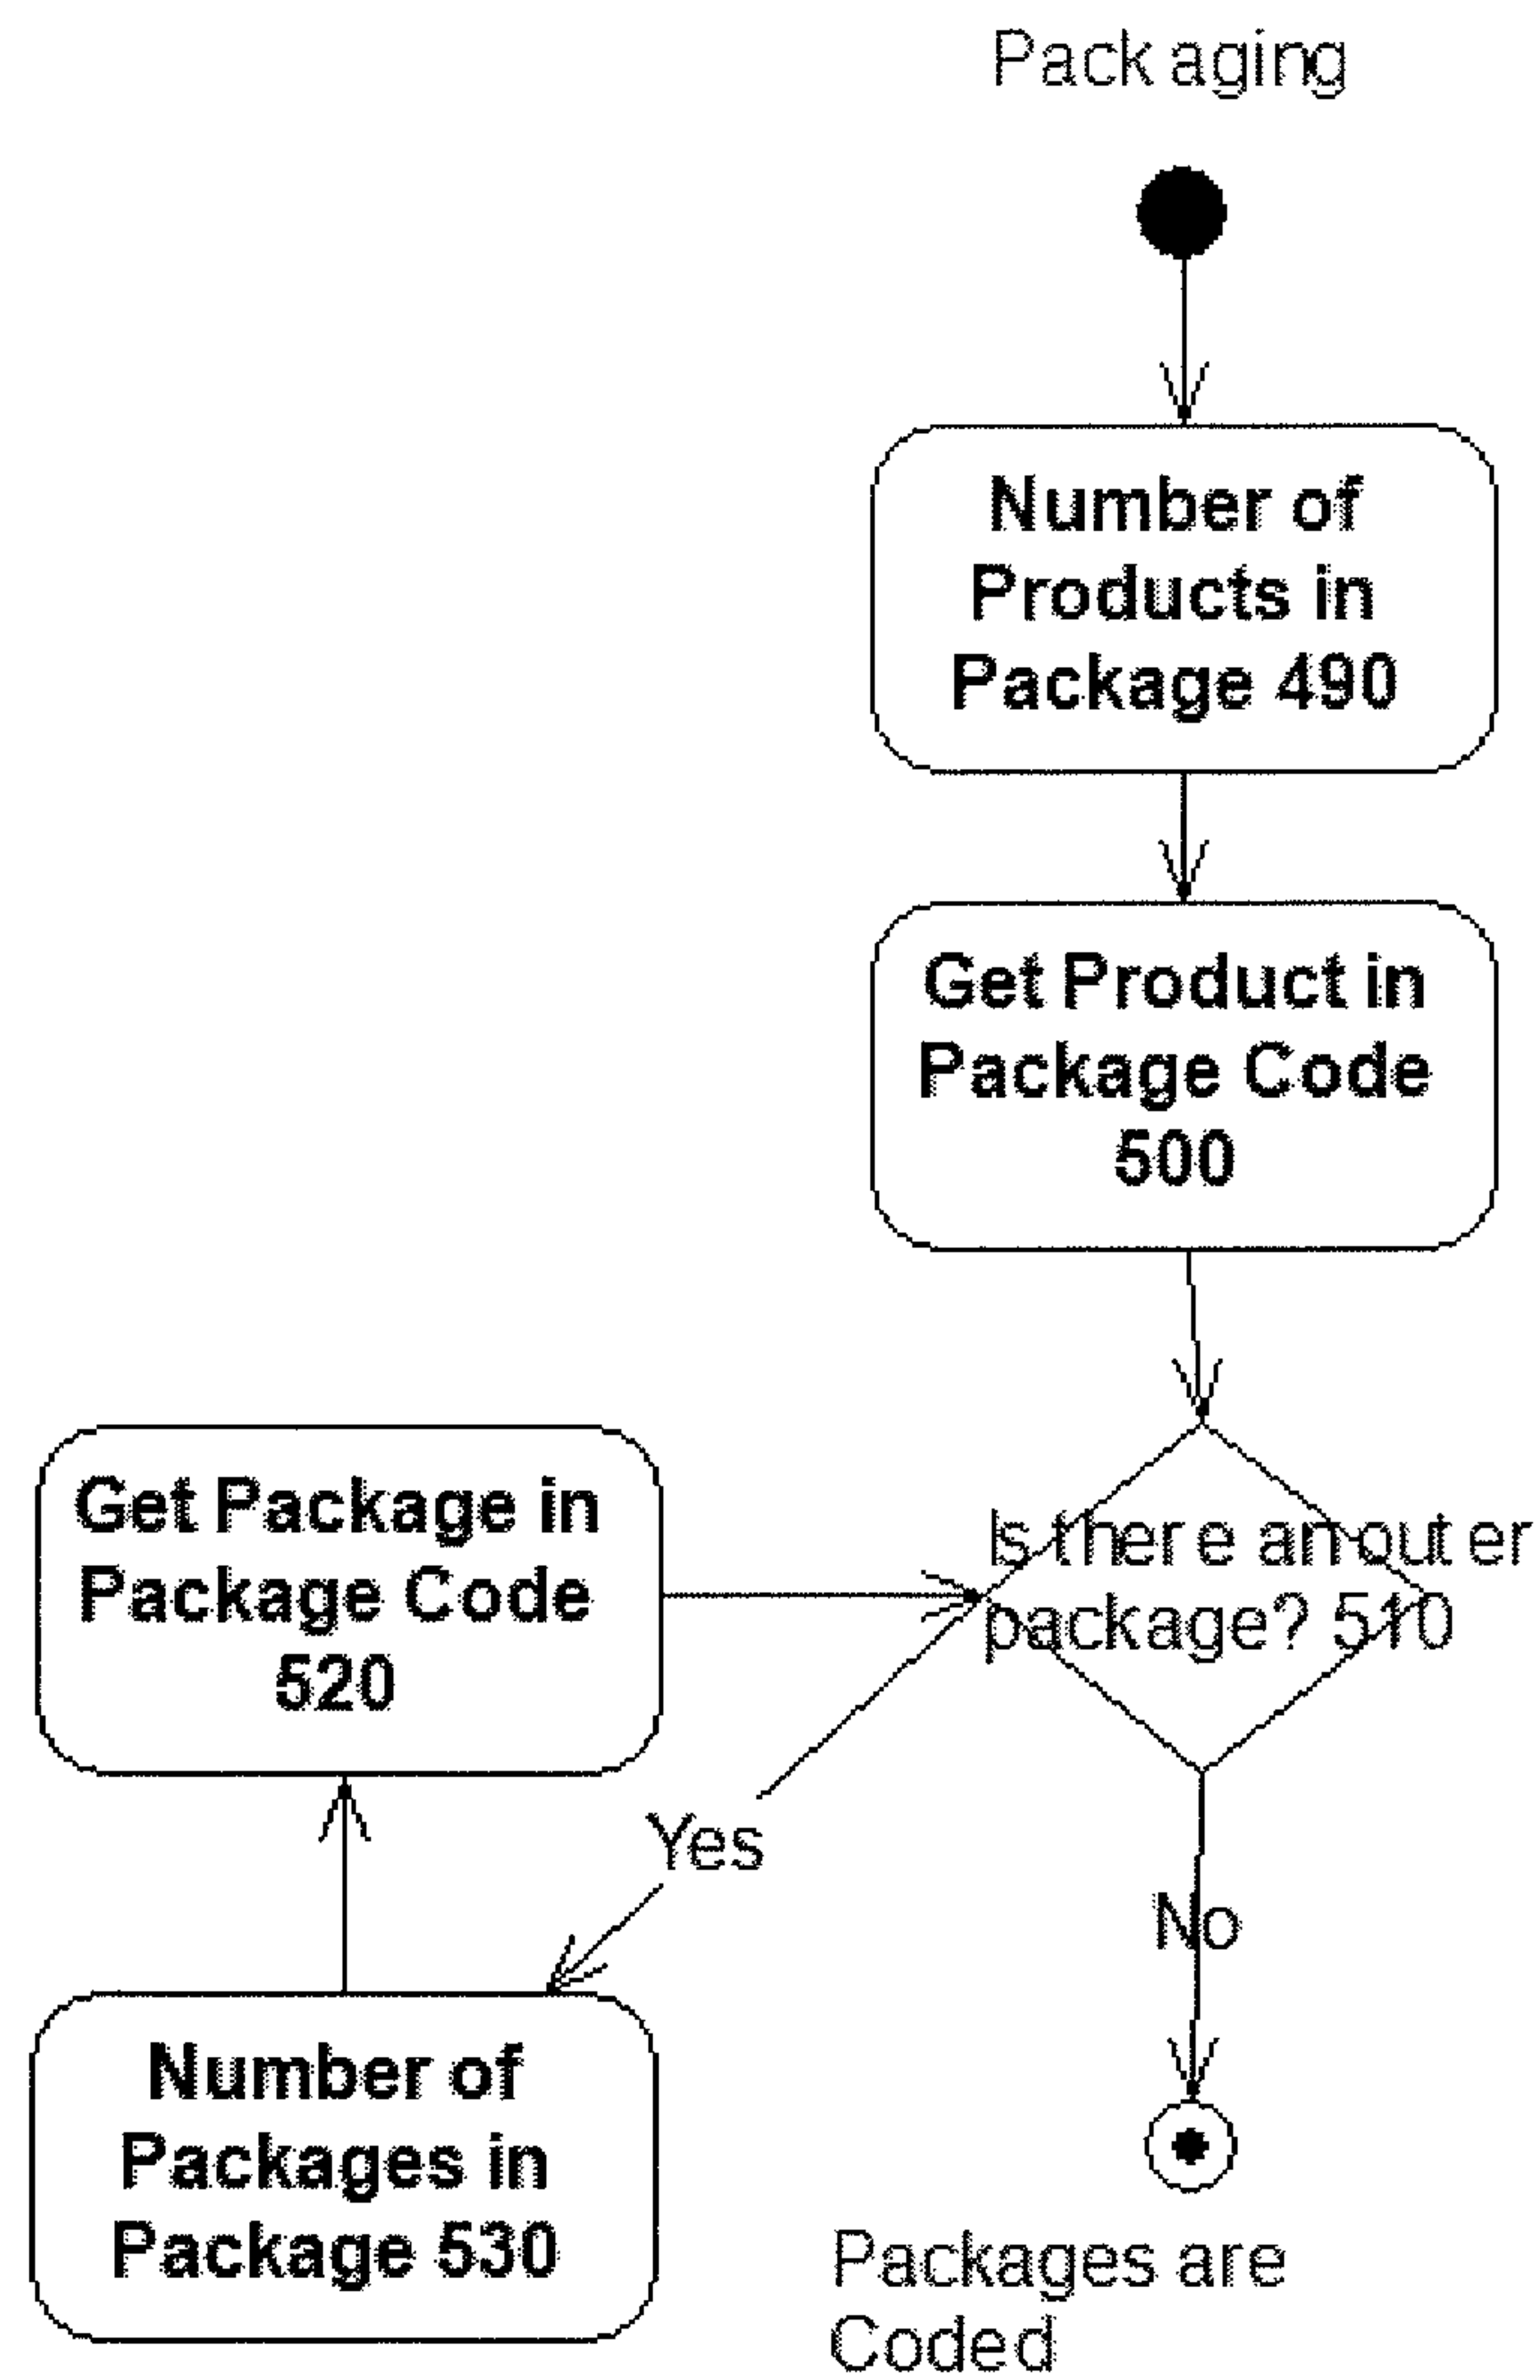 Packaging
Number of
Products in
Package 490
Get Product in
Package Code
500
Is there an outer
package? 510
Get Package in
Package Code
520
Yes
No
Number of
Packages in
Package 530
Packages are
Coded